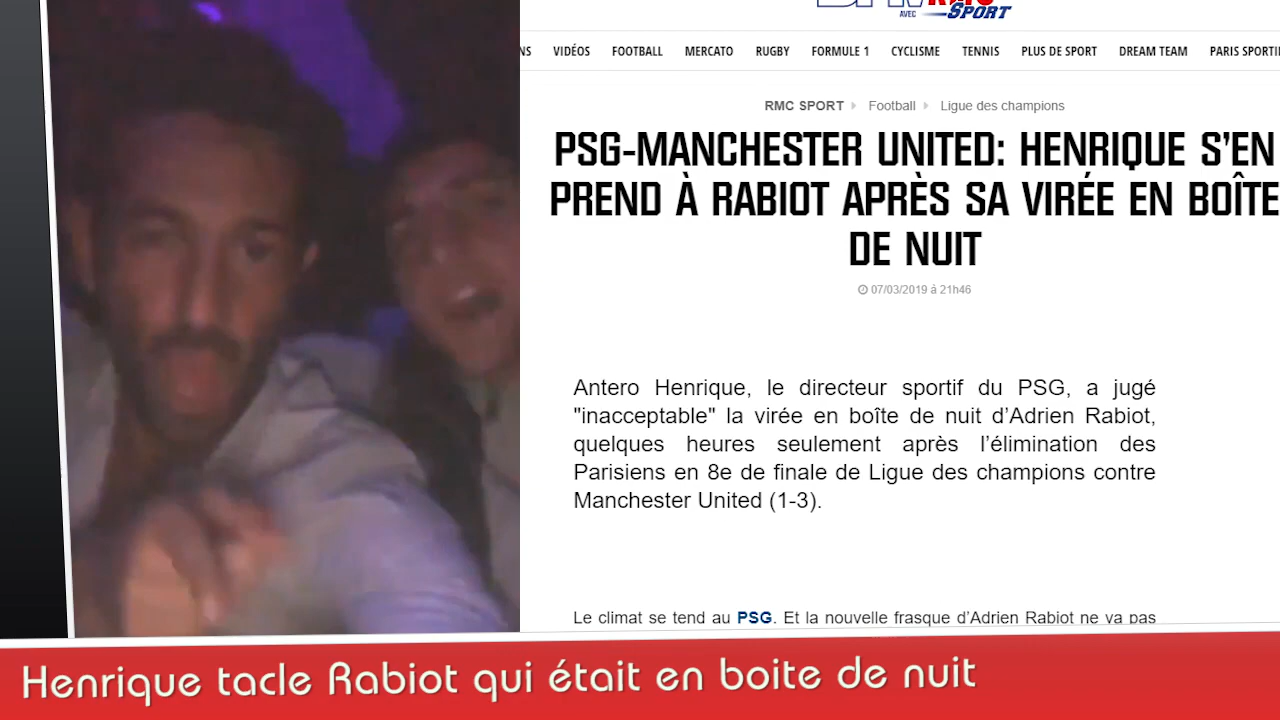 AVEC SPORT
VIDÉOS FOOTBALL MERCATO RUGBY FORMULE 1 CYCLISME TENNIS PLUS DE SPORT DREAM TEAM PARIS
RMC SPORT Football Ligue des champions
PSG-MANCHESTER UNITED: HENRIQUE S'EN
PREND À RABIOT APRÈS SA VIRÉE EN BOÎTE
DE NUIT
07/03/2019 à 21h46
Antero Henrique, le directeur sportif du PSG, a jugé
"inacceptable" la virée en boîte de nuit d’Adrien Rabiot,
quelques heures seulement après l’élimination des
Parisiens en 8e de finale de Ligue des champions contre
Manchester United (1-3).
Le climat se tend au PSG. Et la nouvelle frasque d’Adrien Rabiot ne va pas
Henrique tacle Rabiot qui était en boite de nuit